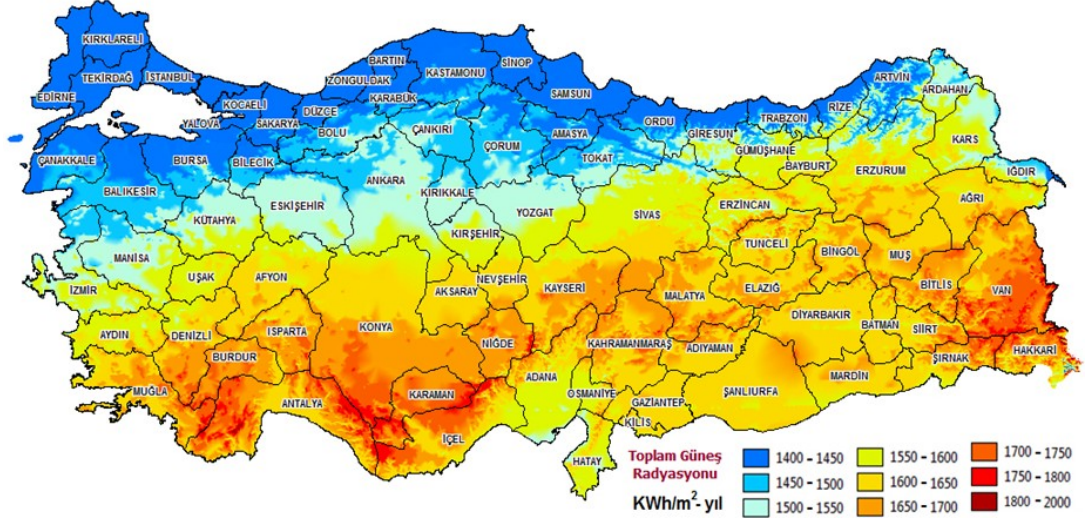 KIRKLARELİ
TEKİRDAĞ
İSTANBUL
EDİRNE
KOCAELİ
YALOVA
SAKARYA
DÜZCE
ZONGULDAK
BARTIN
KARABÜK
KASTAMONU
SİNOP
SAMSUN
ORDU
GİRESUN
TRABZON
RİZE
ARTVİN
ARDAHAN
KARS
BOLU
ÇANKIRI
ÇORUM
AMASYA
TOKAT
GÜMÜŞHANE
BAYBURT
ERZURUM
IĞDIR
AĞRI
ÇANAKKALE
BURSA
BİLECİK
BALIKESİR
KÜTAHYA
ESKİŞEHİR
ANKARA
KIRIKKALE
YOZGAT
SİVAS
ERZİNCAN
KIRŞEHİR
TUNCELİ
BİNGÖL
MUŞ
MANİSA
UŞAK
AFYON
İZMİR
AKSARAY
NEVŞEHİR
KAYSERİ
MALATYA
ELAZIĞ
BİTLİS
VAN
AYDIN
DENİZLİ
ISPARTA
KONYA
NİĞDE
KAHRAMANMARAŞ
ADIYAMAN
DİYARBAKIR
BATMAN
SİİRT
ŞIRNAK
HAKKARİ
BURDUR
MUĞLA
ANTALYA
KARAMAN
ADANA
OSMANİYE
GAZİANTEP
ŞANLIURFA
MARDİN
KİLİS
İÇEL
HATAY
Toplam Güneş
Radyasyonu
KWh/m²- yıl
1400 - 1450
1450 - 1500
1500 - 1550
1550 - 1600
1600 - 1650
1650 - 1700
1700 - 1750
1750 - 1800
1800 - 2000